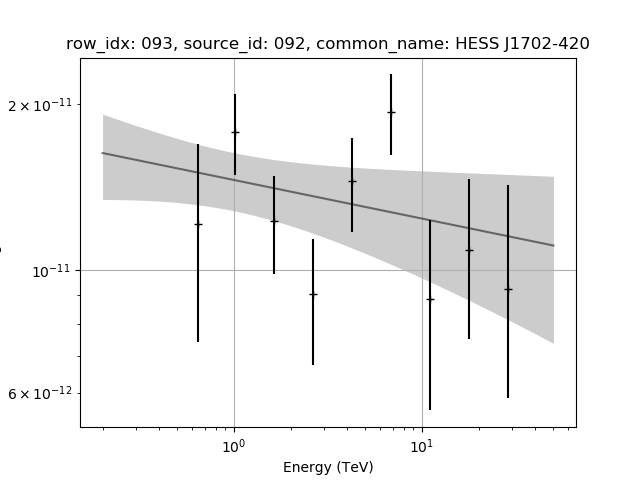 row_idx: 093, source_id: 092, common_name: HESS J1702-420
2 × 10⁻¹¹
10⁻¹¹
6 × 10⁻¹²
10⁰ 10¹
Energy (TeV)